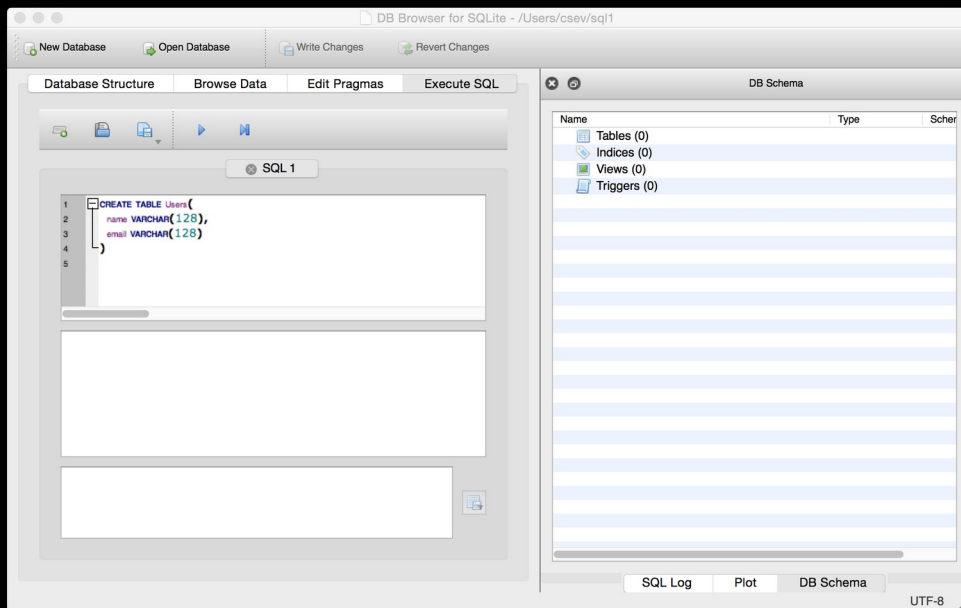 DB Browser for SQLite - /Users/csev/sql1
New Database Open Database Write Changes Revert Changes
Database Structure Browse Data Edit Pragmas Execute SQL
SQL 1
1 CREATE TABLE Users(
2 name VARCHAR(128),
3 email VARCHAR(128)
4 )
5
DB Schema
Name Type Scher
Tables (0)
Indices (0)
Views (0)
Triggers (0)
SQL Log Plot DB Schema
UTF-8